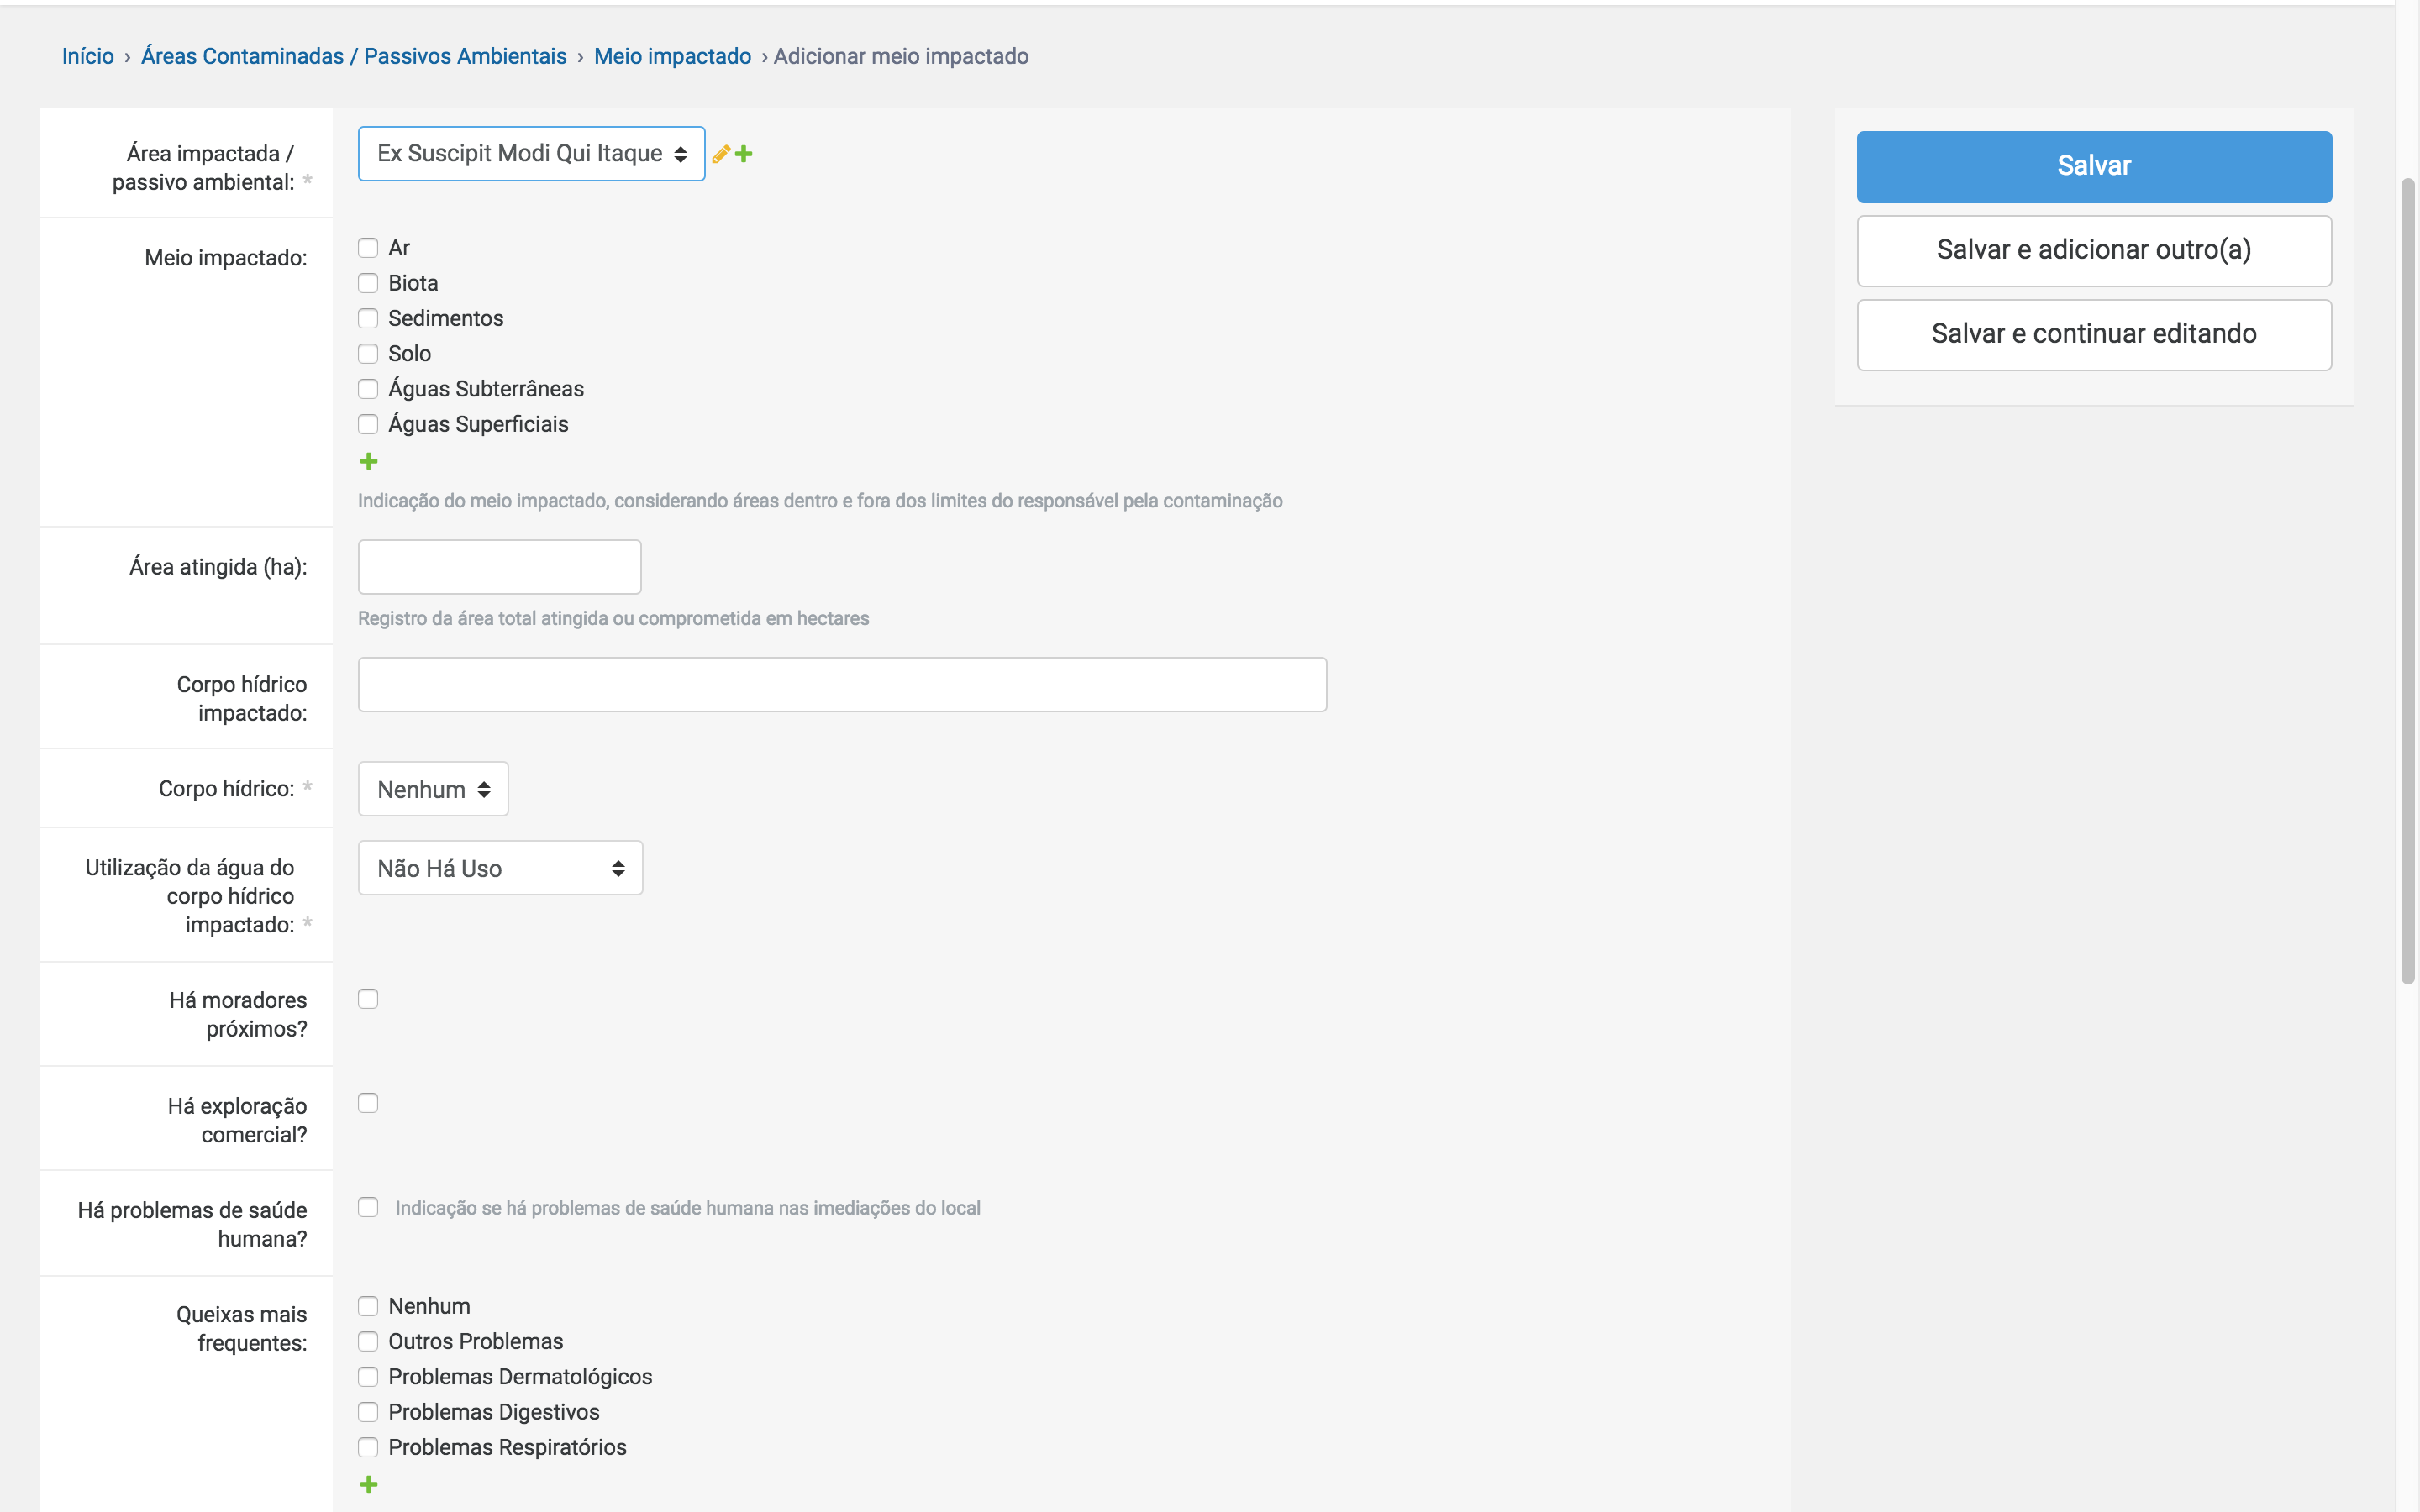 Início › Áreas Contaminadas / Passivos Ambientais › Meio impactado › Adicionar meio impactado
Área impactada /
passivo ambiental: *
Ex Suscipit Modi Qui Itaque
Salvar
Salvar e adicionar outro(a)
Salvar e continuar editando
Meio impactado:
Ar
Biota
Sedimentos
Solo
Águas Subterrâneas
Águas Superficiais
Indicação do meio impactado, considerando áreas dentro e fora dos limites do responsável pela contaminação
Área atingida (ha):
Registro da área total atingida ou comprometida em hectares
Corpo hídrico
impactado:
Corpo hídrico: *
Nenhum
Utilização da água do
corpo hídrico
impactado: *
Não Há Uso
Há moradores
próximos?
Há exploração
comercial?
Há problemas de saúde
humana?
Indicação se há problemas de saúde humana nas imediações do local
Queixas mais
frequentes:
Nenhum
Outros Problemas
Problemas Dermatológicos
Problemas Digestivos
Problemas Respiratórios